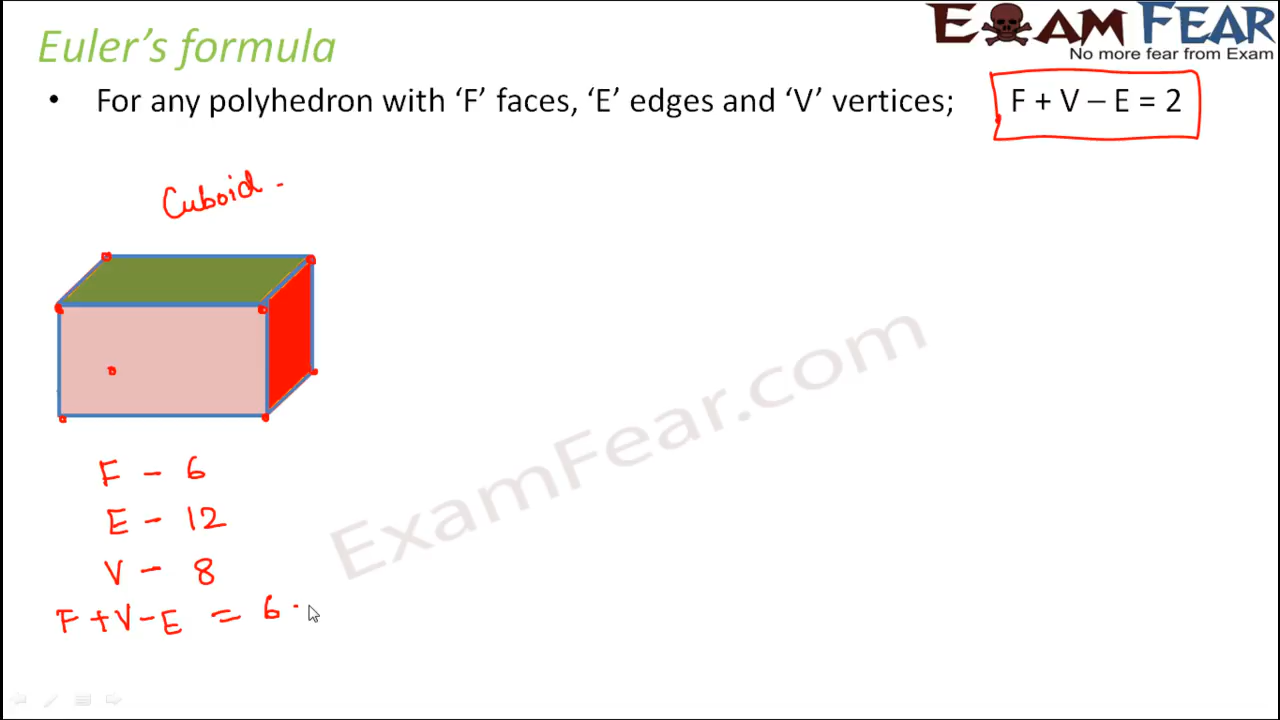 Euler's formula
EXAM FEAR
No more fear from Exam
• For any polyhedron with 'F' faces, 'E' edges and 'V' vertices; F + V – E = 2
Cuboid -
F - 6
E - 12
V - 8
F + V - E = 6 -
ExamFear.com